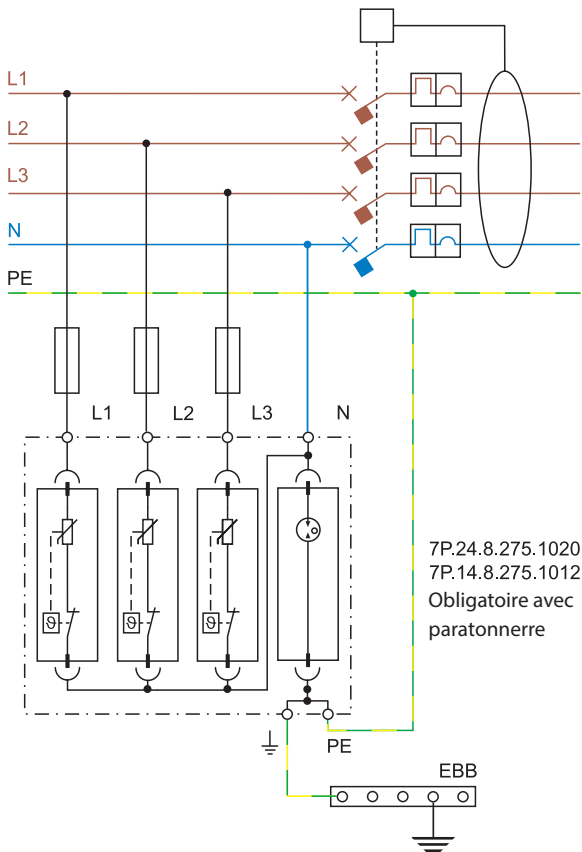 L1
L2
L3
N
PE
L1 L2 L3 N
7P.24.8.275.1020
7P.14.8.275.1012
Obligatoire avec
paratonnerre
ϑ ϑ ϑ
PE
EBB